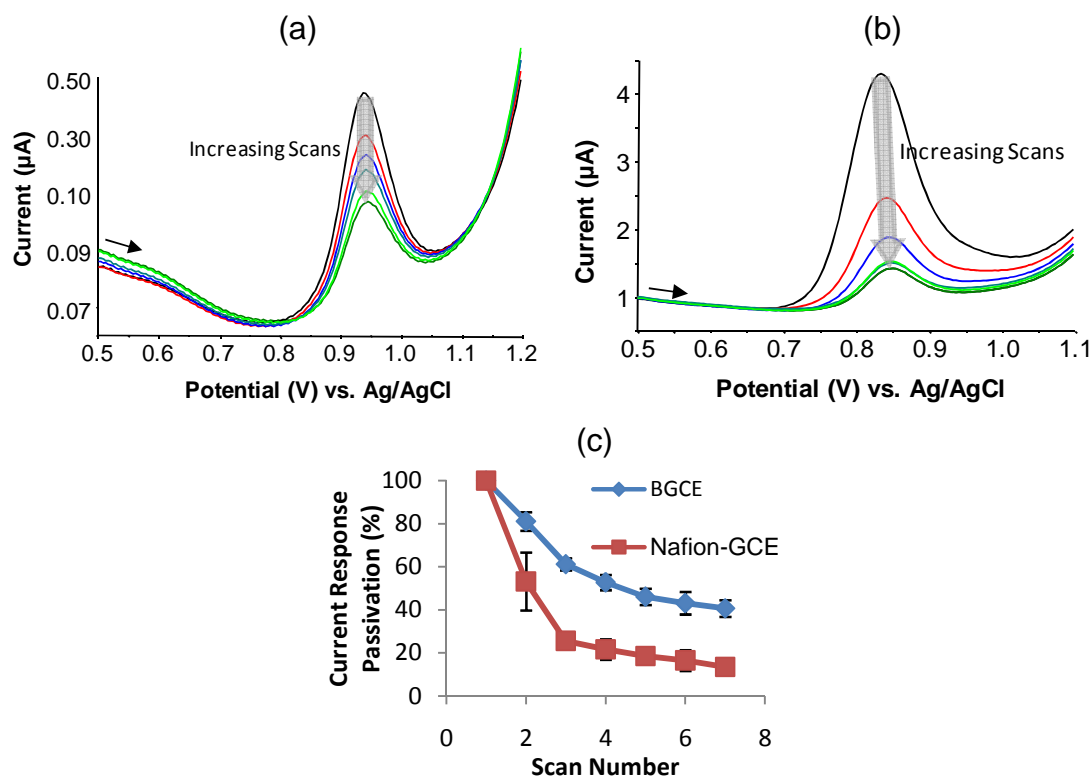 (a)
Current (µA)
0.50
0.30
0.10
0.09
0.07
Increasing Scans
0.5 0.6 0.7 0.8 0.9 1.0 1.1 1.2
Potential (V) vs. Ag/AgCl
(b)
Current (µA)
4
3
2
1
Increasing Scans
0.5 0.6 0.7 0.8 0.9 1.0 1.1
Potential (V) vs. Ag/AgCl
(c)
Current Response
Passivation (%)
100
80
60
40
20
0
BGCE
Nafion-GCE
0 2 4 6 8
Scan Number